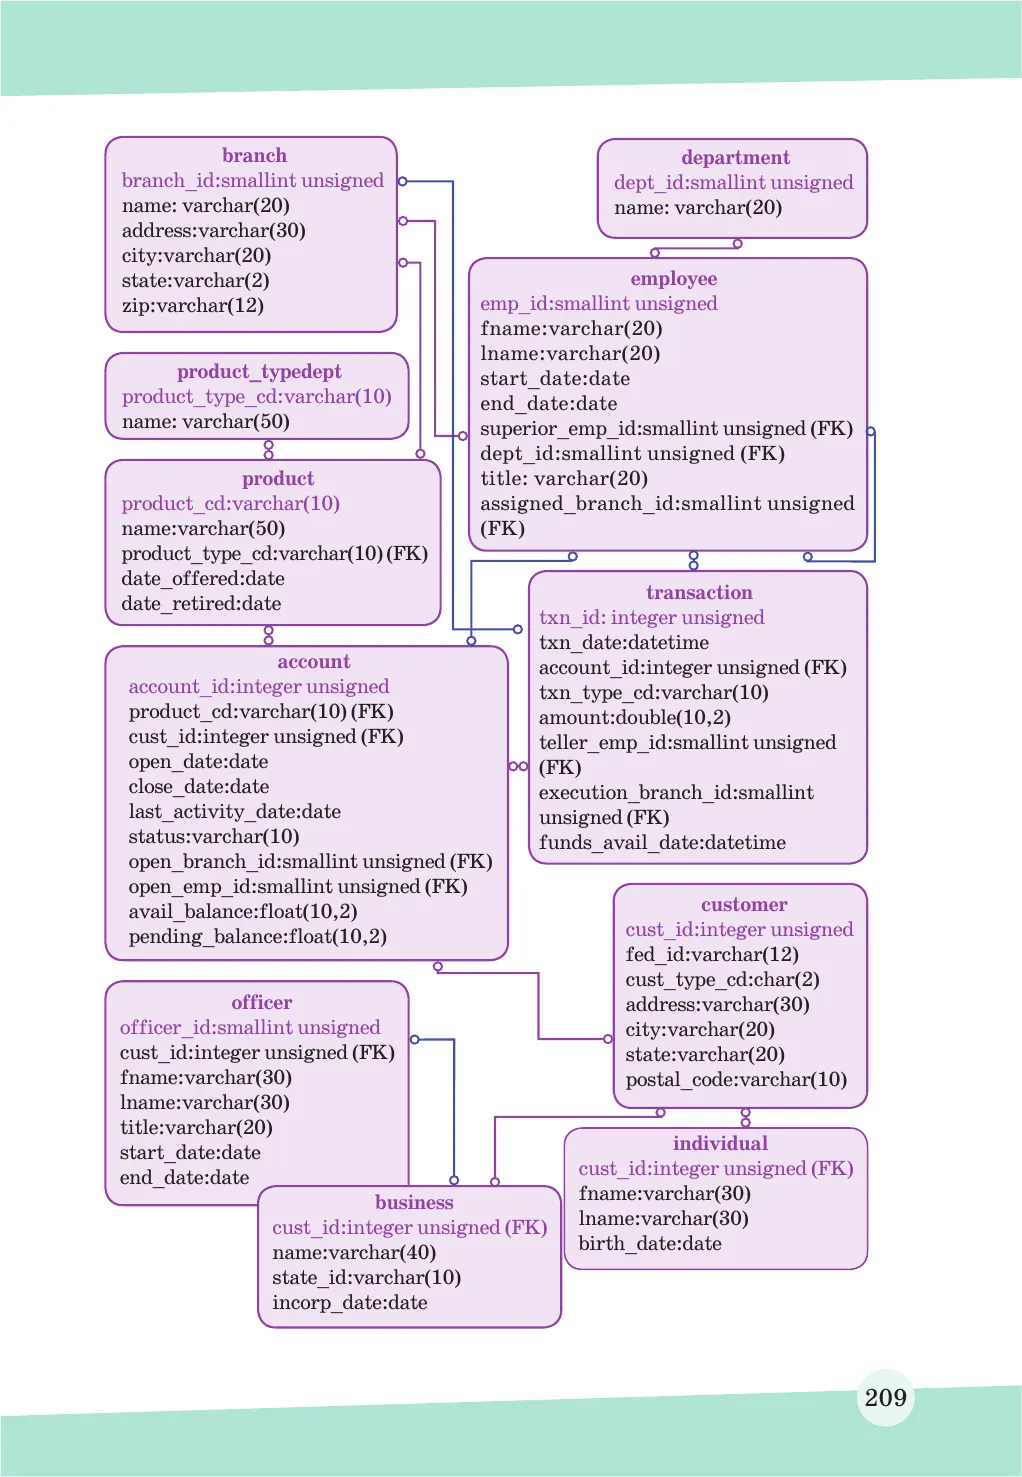 branch
branch_id:smallint unsigned
name: varchar(20)
address:varchar(30)
city:varchar(20)
state:varchar(2)
zip:varchar(12)
department
dept_id:smallint unsigned
name: varchar(20)
employee
emp_id:smallint unsigned
fname:varchar(20)
lname:varchar(20)
start_date:date
end_date:date
superior_emp_id:smallint unsigned (FK)
dept_id:smallint unsigned (FK)
title: varchar(20)
assigned_branch_id:smallint unsigned
(FK)
product_typedept
product_type_cd:varchar(10)
name: varchar(50)
product
product_cd:varchar(10)
name:varchar(50)
product_type_cd:varchar(10) (FK)
date_offered:date
date_retired:date
transaction
txn_id: integer unsigned
txn_date:datetime
account_id:integer unsigned (FK)
txn_type_cd:varchar(10)
amount:double(10,2)
teller_emp_id:smallint unsigned
(FK)
execution_branch_id:smallint
unsigned (FK)
funds_avail_date:datetime
account
account_id:integer unsigned
product_cd:varchar(10) (FK)
cust_id:integer unsigned (FK)
open_date:date
close_date:date
last_activity_date:date
status:varchar(10)
open_branch_id:smallint unsigned (FK)
open_emp_id:smallint unsigned (FK)
avail_balance:float(10,2)
pending_balance:float(10,2)
customer
cust_id:integer unsigned
fed_id:varchar(12)
cust_type_cd:char(2)
address:varchar(30)
city:varchar(20)
state:varchar(20)
postal_code:varchar(10)
officer
officer_id:smallint unsigned
cust_id:integer unsigned (FK)
fname:varchar(30)
lname:varchar(30)
title:varchar(20)
start_date:date
end_date:date
individual
cust_id:integer unsigned (FK)
fname:varchar(30)
lname:varchar(30)
birth_date:date
business
cust_id:integer unsigned (FK)
name:varchar(40)
state_id:varchar(10)
incorp_date:date
209